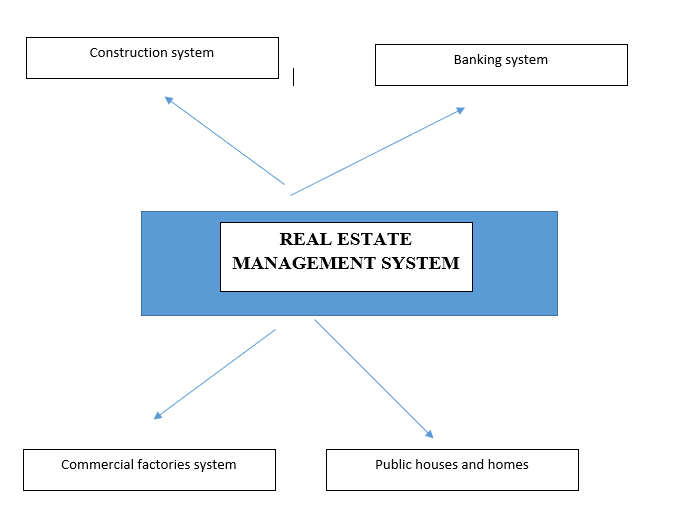 Construction system
Banking system
REAL ESTATE
MANAGEMENT SYSTEM
Commercial factories system
Public houses and homes